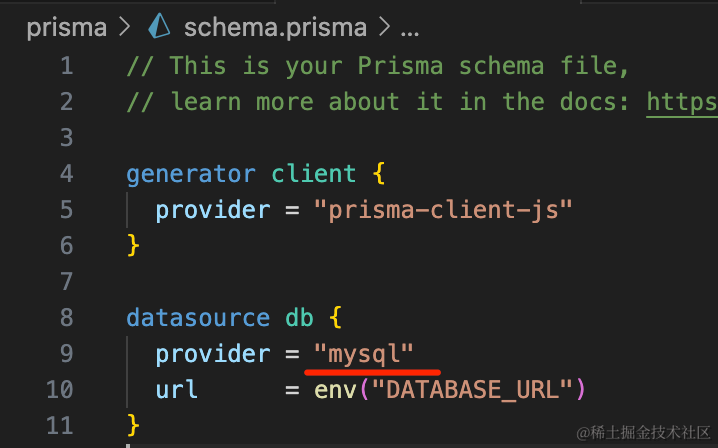 prisma > schema.prisma > ...
1 // This is your Prisma schema file,
2 // learn more about it in the docs: https
3
4 generator client {
5 provider = "prisma-client-js"
6 }
7
8 datasource db {
9 provider = "mysql"
10 url = env("DATABASE_URL")
11 }
@稀土掘金技术社区